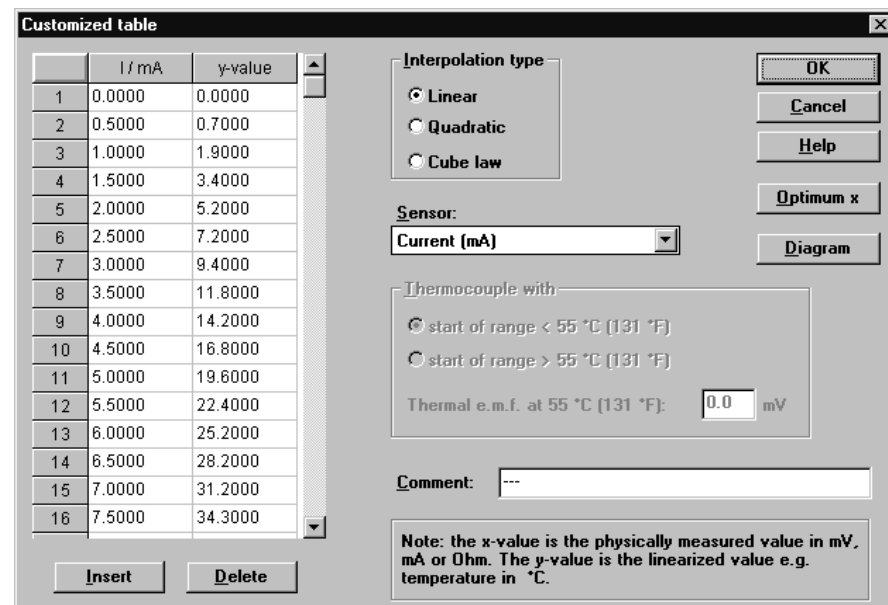 Customized table
I / mA y-value
1 0.0000 0.0000
2 0.5000 0.7000
3 1.0000 1.9000
4 1.5000 3.4000
5 2.0000 5.2000
6 2.5000 7.2000
7 3.0000 9.4000
8 3.5000 11.8000
9 4.0000 14.2000
10 4.5000 16.8000
11 5.0000 19.6000
12 5.5000 22.4000
13 6.0000 25.2000
14 6.5000 28.2000
15 7.0000 31.2000
16 7.5000 34.3000
Insert Delete
Interpolation type
Linear
Quadratic
Cube law
Sensor:
Current (mA)
Thermocouple with
start of range < 55 °C (131 °F)
start of range > 55 °C (131 °F)
Thermal e.m.f. at 55 °C (131 °F): 0.0 mV
Comment: ---
Note: the x-value is the physically measured value in mV,
mA or Ohm. The y-value is the linearized value e.g.
temperature in °C.
OK
Cancel
Help
Optimum x
Diagram